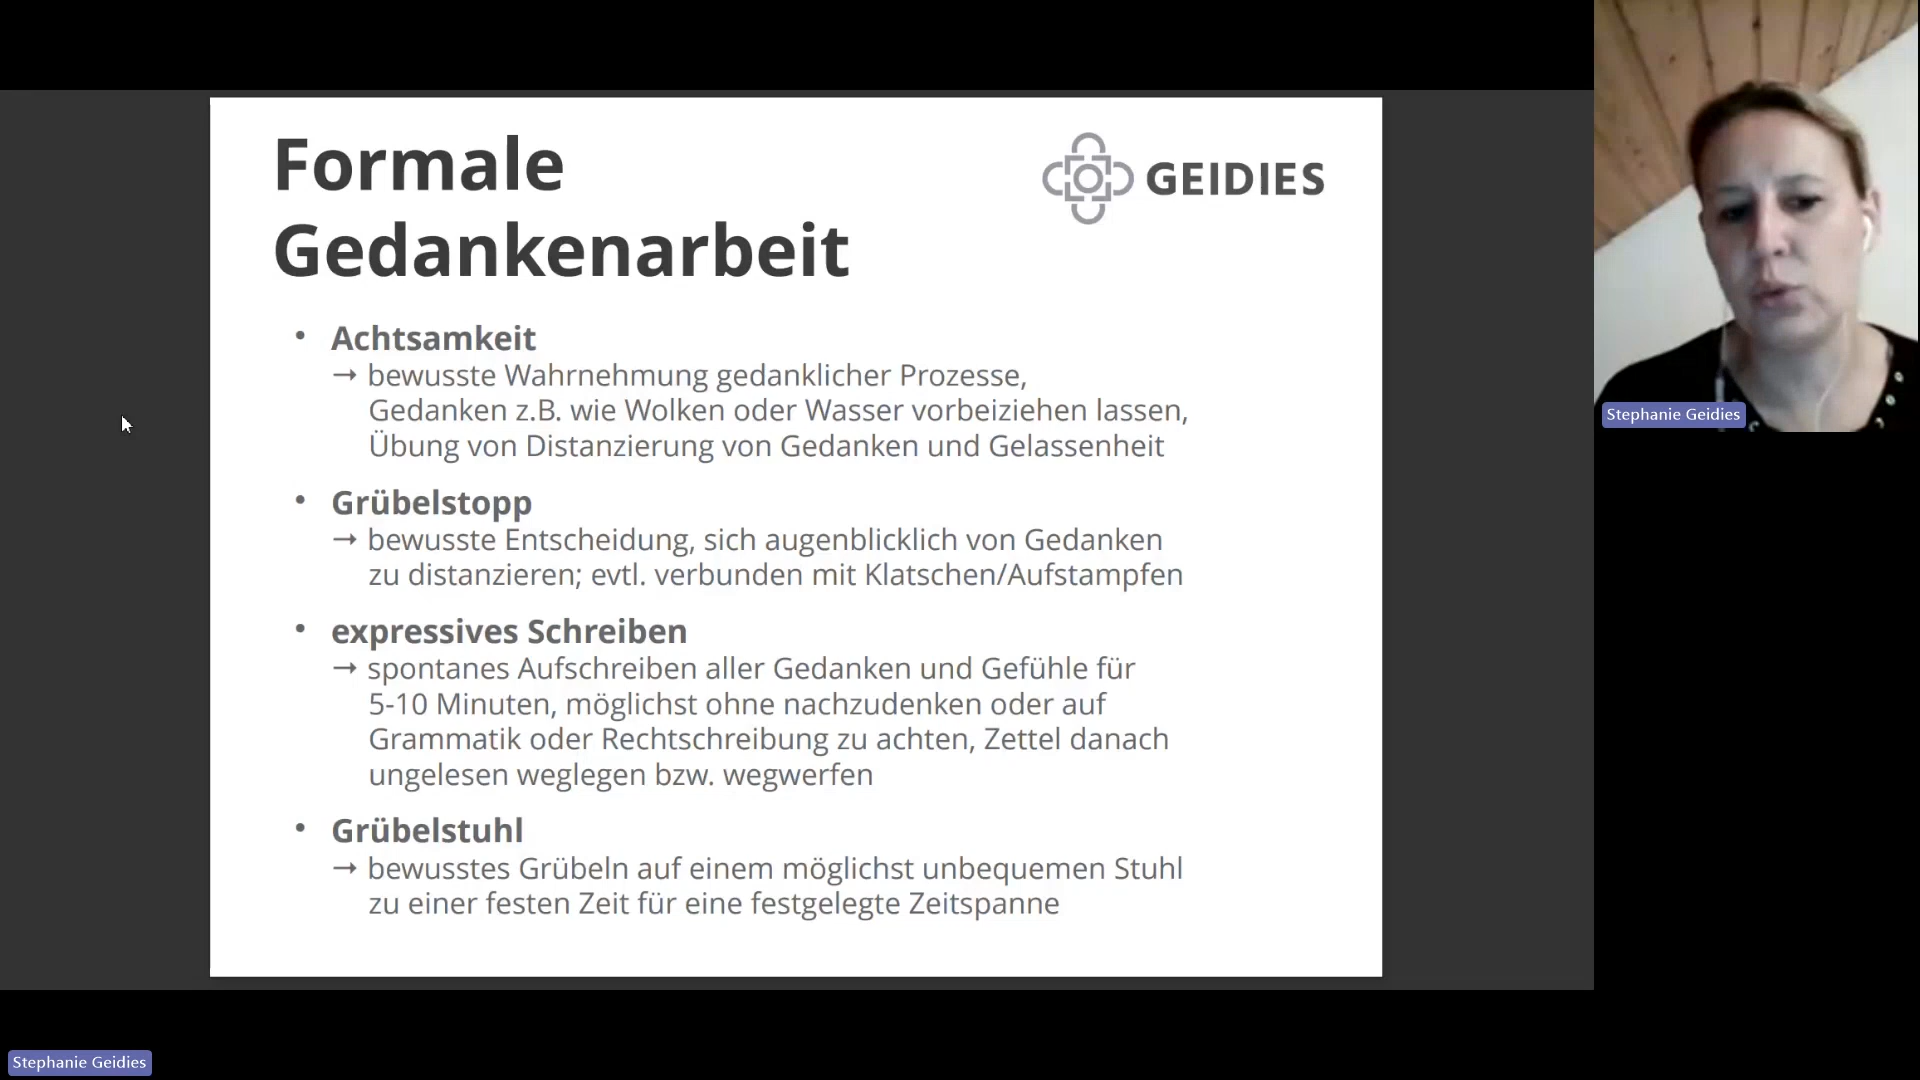 Formale
Gedankenarbeit
GEIDIES
• Achtsamkeit
→ bewusste Wahrnehmung gedanklicher Prozesse,
Gedanken z.B. wie Wolken oder Wasser vorbeiziehen lassen,
Übung von Distanzierung von Gedanken und Gelassenheit
• Grübelstopp
→ bewusste Entscheidung, sich augenblicklich von Gedanken
zu distanzieren; evtl. verbunden mit Klatschen/Aufstampfen
• expressives Schreiben
→ spontanes Aufschreiben aller Gedanken und Gefühle für
5-10 Minuten, möglichst ohne nachzudenken oder auf
Grammatik oder Rechtschreibung zu achten, Zettel danach
ungelesen weglegen bzw. wegwerfen
• Grübelstuhl
→ bewusstes Grübeln auf einem möglichst unbequemen Stuhl
zu einer festen Zeit für eine festgelegte Zeitspanne
Stephanie Geidies
Stephanie Geidies